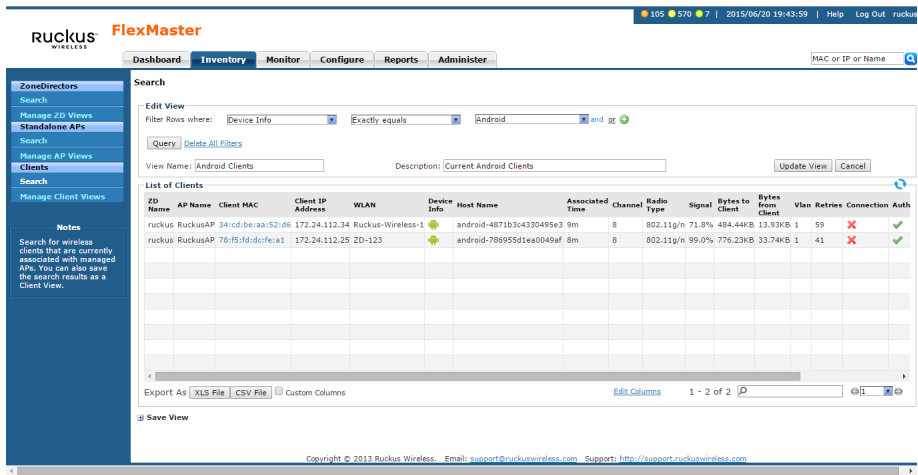 105 570 7 | 2015/06/20 19:43:59 | Help Log Out ruckus
RUCKUS WIRELESS FlexMaster
Dashboard Inventory Monitor Configure Reports Administer MAC or IP or Name
ZoneDirectors
Search
Manage ZD Views
Standalone APs
Search
Manage AP Views
Clients
Search
Manage Client Views
Notes
Search for wireless
clients that are currently
associated with managed
APs. You can also save
the search results as a
Client View.
Search
Edit View
Filter Rows where: Device Info Exactly equals Android and or
Query Delete All Filters
View Name: Android Clients Description: Current Android Clients Update View Cancel
List of Clients
ZD Name AP Name Client MAC Client IP Address WLAN Device Info Host Name Associated Time Channel Radio Type Signal Bytes to Client Bytes from Client Vlan Retries Connection Auth
ruckus RuckusAP 34:cd:be:aa:52:d6 172.24.112.34 Ruckus-Wireless-1 android-4871b3c4330495e3 9m 8 802.11g/n 71.8% 484.44KB 13.93KB 1 59
ruckus RuckusAP 78:f5:fd:dc:fe:a1 172.24.112.25 ZD-123 android-786955d1ea0049af 8m 8 802.11g/n 99.0% 776.23KB 33.74KB 1 41
Export As XLS File CSV File Custom Columns Edit Columns 1 - 2 of 2 1
Save View
Copyright © 2013 Ruckus Wireless. Email: support@ruckuswireless.com Support: http://support.ruckuswireless.com